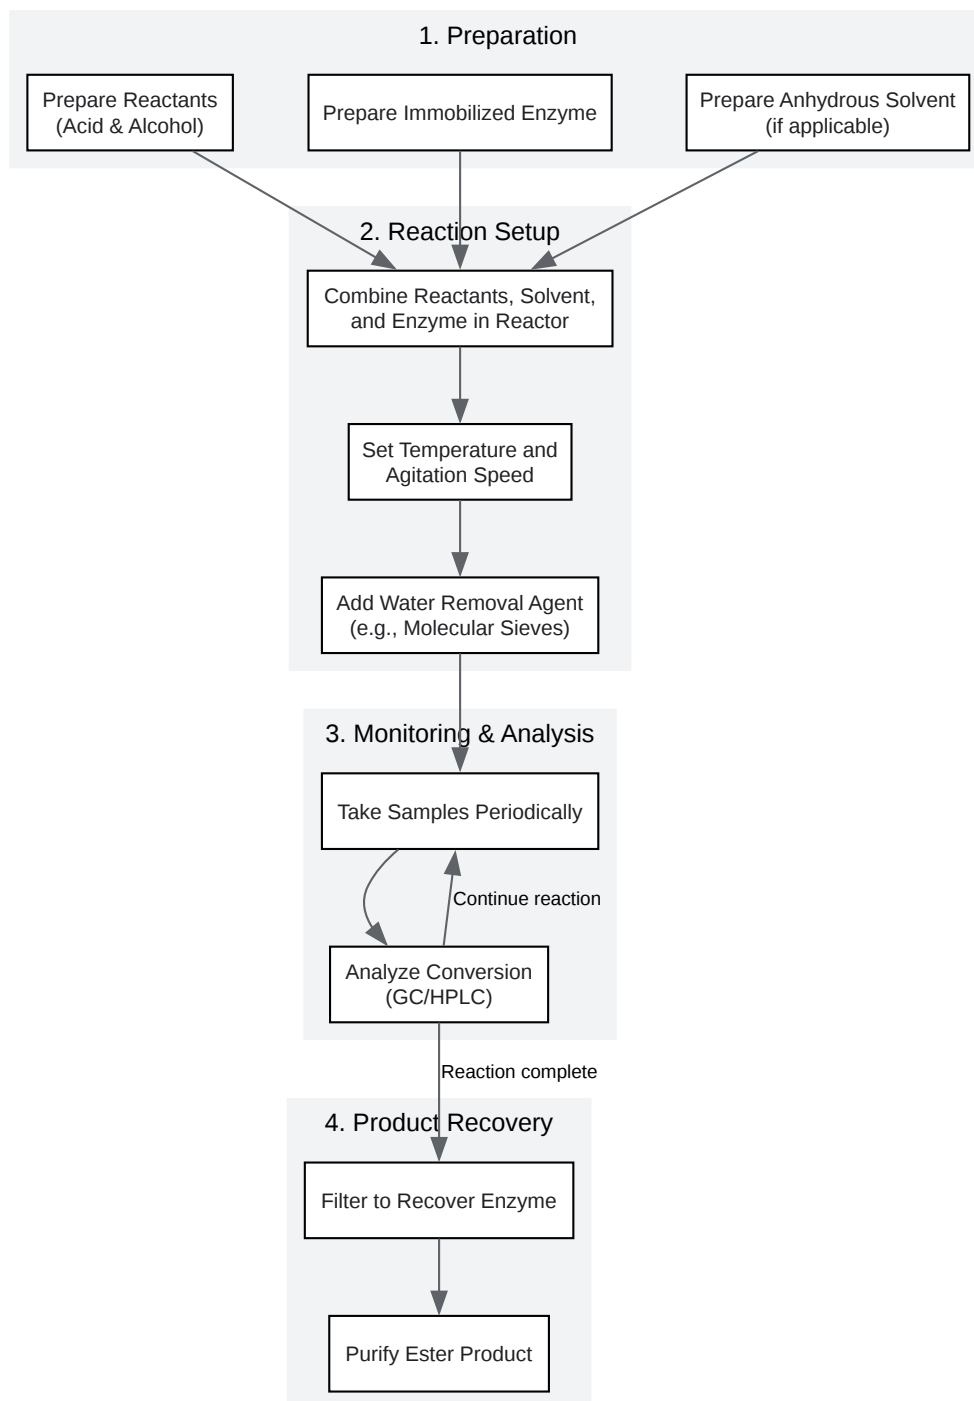 1. Preparation
Prepare Reactants
(Acid & Alcohol)
Prepare Immobilized Enzyme
Prepare Anhydrous Solvent
(if applicable)
2. Reaction Setup
Combine Reactants, Solvent,
and Enzyme in Reactor
Set Temperature and
Agitation Speed
Add Water Removal Agent
(e.g., Molecular Sieves)
3. Monitoring & Analysis
Take Samples Periodically
Continue reaction
Analyze Conversion
(GC/HPLC)
Reaction complete
4. Product Recovery
Filter to Recover Enzyme
Purify Ester Product